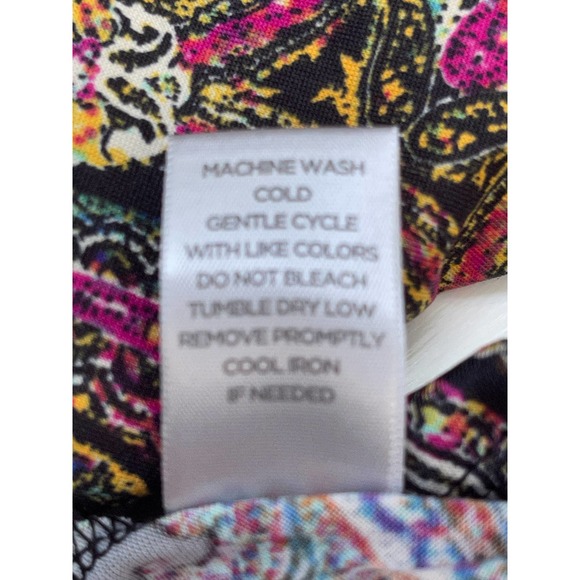 MACHINE WASH
COLD
GENTLE CYCLE
WITH LIKE COLORS
DO NOT BLEACH
TUMBLE DRY LOW
REMOVE PROMPTLY
COOL IRON
IF NEEDED